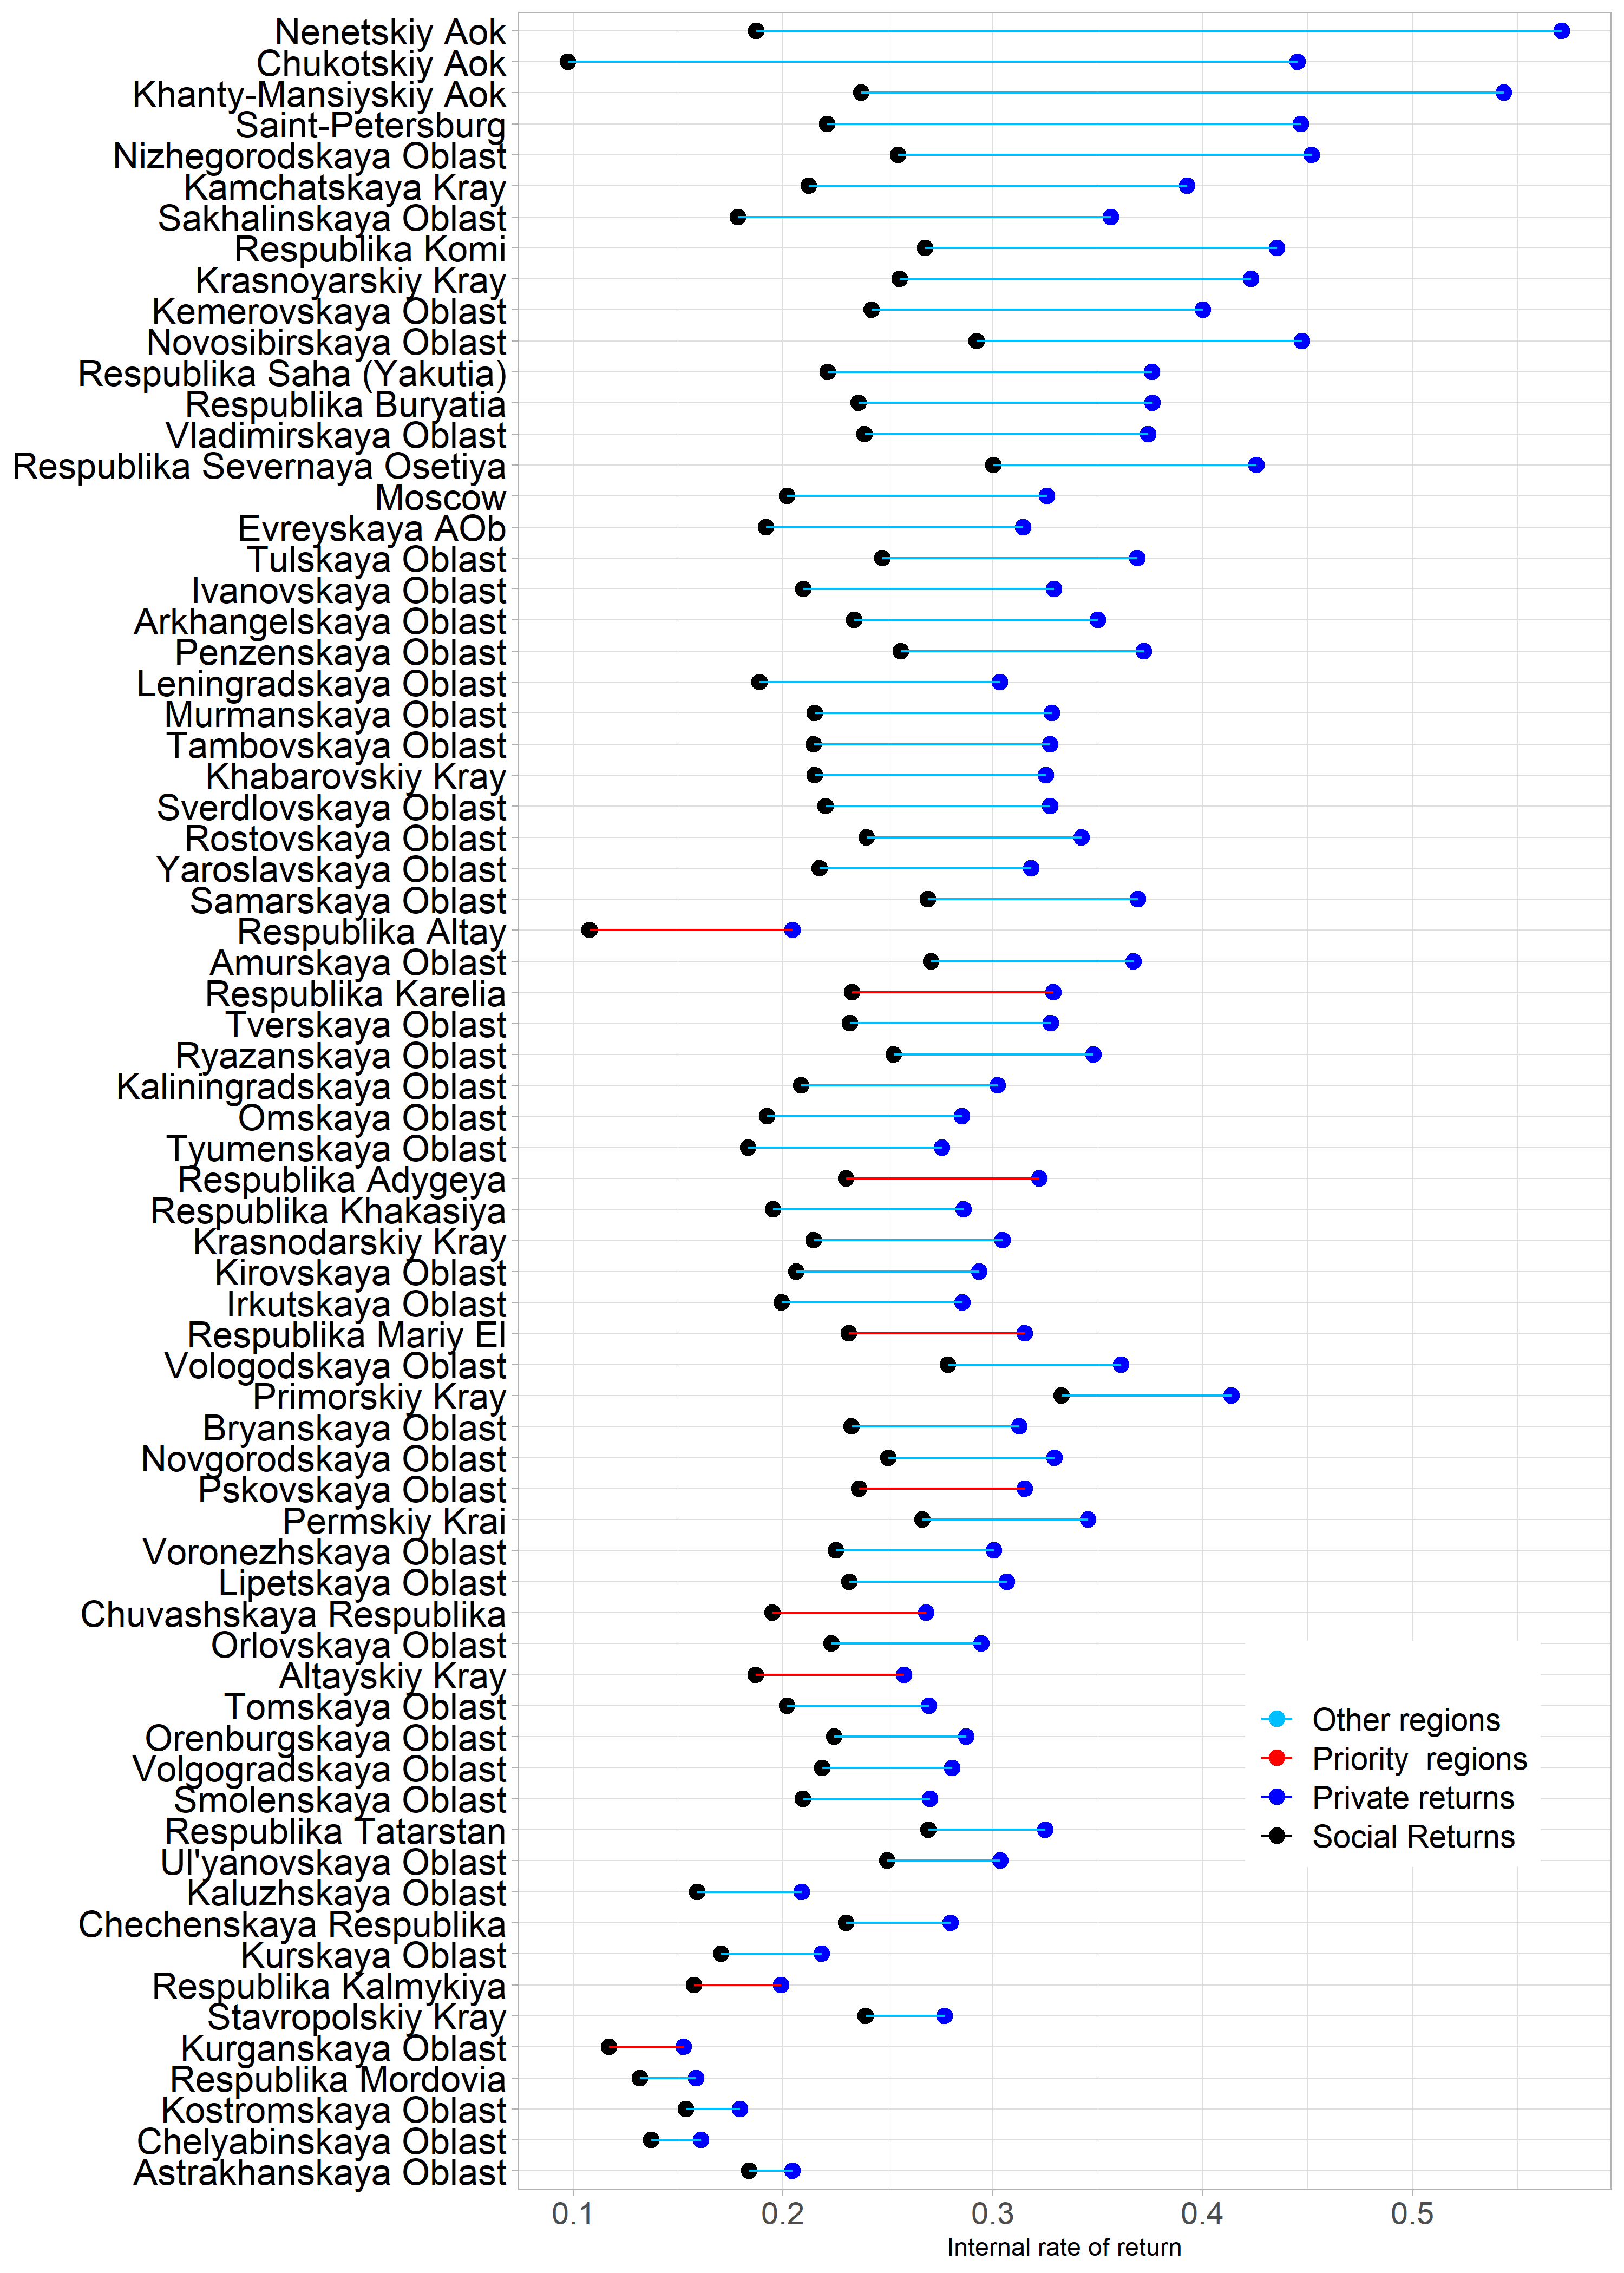 Nenetskiy Aok
Chukotskiy Aok
Khanty-Mansiyskiy Aok
Saint-Petersburg
Nizhegorodskaya Oblast
Kamchatskaya Kray
Sakhalinskaya Oblast
Respublika Komi
Krasnoyarskiy Kray
Kemerovskaya Oblast
Novosibirskaya Oblast
Respublika Saha (Yakutia)
Respublika Buryatia
Vladimirskaya Oblast
Respublika Severnaya Osetiya
Moscow
Evreyskaya AOb
Tulskaya Oblast
Ivanovskaya Oblast
Arkhangelskaya Oblast
Penzenskaya Oblast
Leningradskaya Oblast
Murmanskaya Oblast
Tambovskaya Oblast
Khabarovskiy Kray
Sverdlovskaya Oblast
Rostovskaya Oblast
Yaroslavskaya Oblast
Samarskaya Oblast
Respublika Altay
Amurskaya Oblast
Respublika Karelia
Tverskaya Oblast
Ryazanskaya Oblast
Kaliningradskaya Oblast
Omskaya Oblast
Tyumenskaya Oblast
Respublika Adygeya
Respublika Khakasiya
Krasnodarskiy Kray
Kirovskaya Oblast
Irkutskaya Oblast
Respublika Mariy El
Vologodskaya Oblast
Primorskiy Kray
Bryanskaya Oblast
Novgorodskaya Oblast
Pskovskaya Oblast
Permskiy Krai
Voronezhskaya Oblast
Lipetskaya Oblast
Chuvashskaya Respublika
Orlovskaya Oblast
Altayskiy Kray
Tomskaya Oblast
Orenburgskaya Oblast
Volgogradskaya Oblast
Smolenskaya Oblast
Respublika Tatarstan
Ul'yanovskaya Oblast
Kaluzhskaya Oblast
Chechenskaya Respublika
Kurskaya Oblast
Respublika Kalmykiya
Stavropolskiy Kray
Kurganskaya Oblast
Respublika Mordovia
Kostromskaya Oblast
Chelyabinskaya Oblast
Astrakhanskaya Oblast
Other regions
Priority  regions
Private returns
Social Returns
0.1 0.2 0.3 0.4 0.5
Internal rate of return